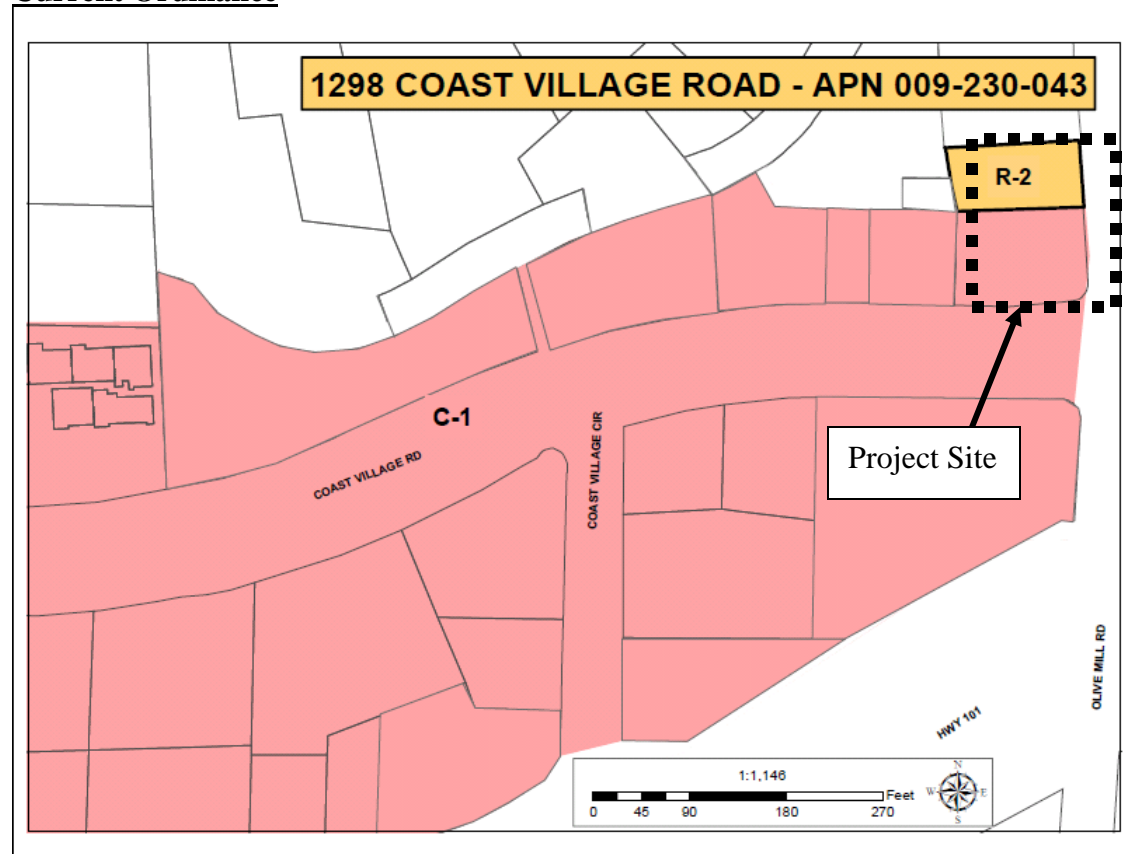 1298 COAST VILLAGE ROAD - APN 009-230-043
R-2
C-1
COAST VILLAGE RD
COAST VILLAGE CIR
Project Site
OLIVE MILL RD
HWY 101
1:1,146
Feet
0 45 90 180 270
N
W E
S